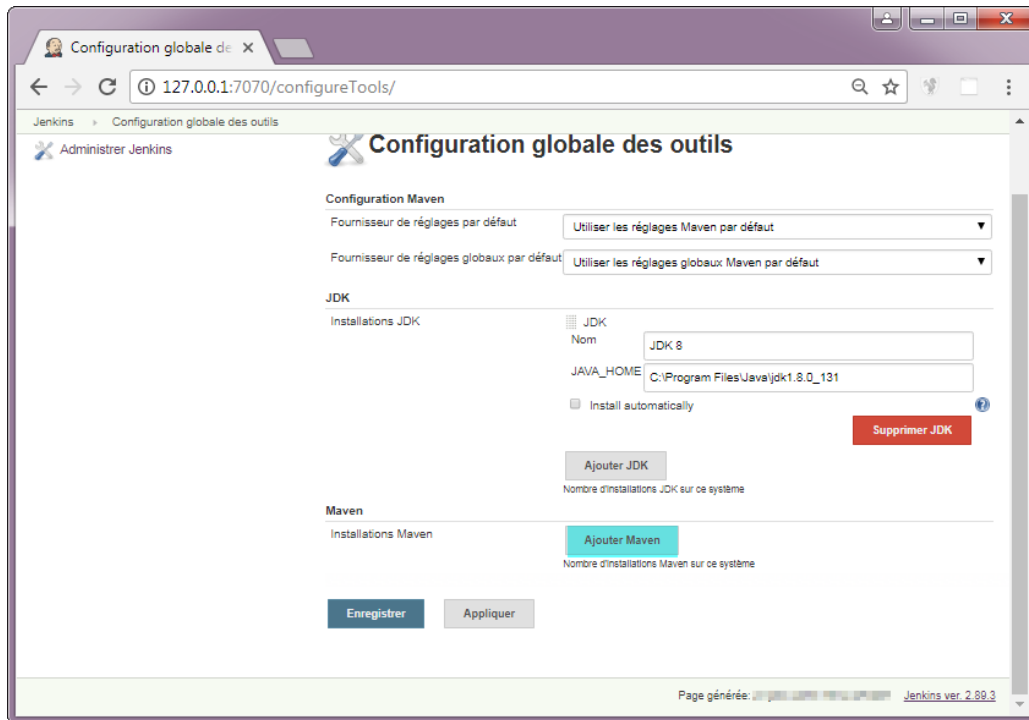 Configuration globale de
127.0.0.1:7070/configureTools/
Jenkins Configuration globale des outils
Administrer Jenkins
Configuration globale des outils
Configuration Maven
Fournisseur de réglages par défaut
Utiliser les réglages Maven par défaut
Fournisseur de réglages globaux par défaut
Utiliser les réglages globaux Maven par défaut
JDK
Installations JDK
JDK
Nom
JDK 8
JAVA_HOME
C:\Program Files\Java\jdk1.8.0_131
Install automatically
Supprimer JDK
Ajouter JDK
Nombre d'installations JDK sur ce système
Maven
Installations Maven
Ajouter Maven
Nombre d'installations Maven sur ce système
Enregistrer
Appliquer
Page générée:
Jenkins ver. 2.89.3